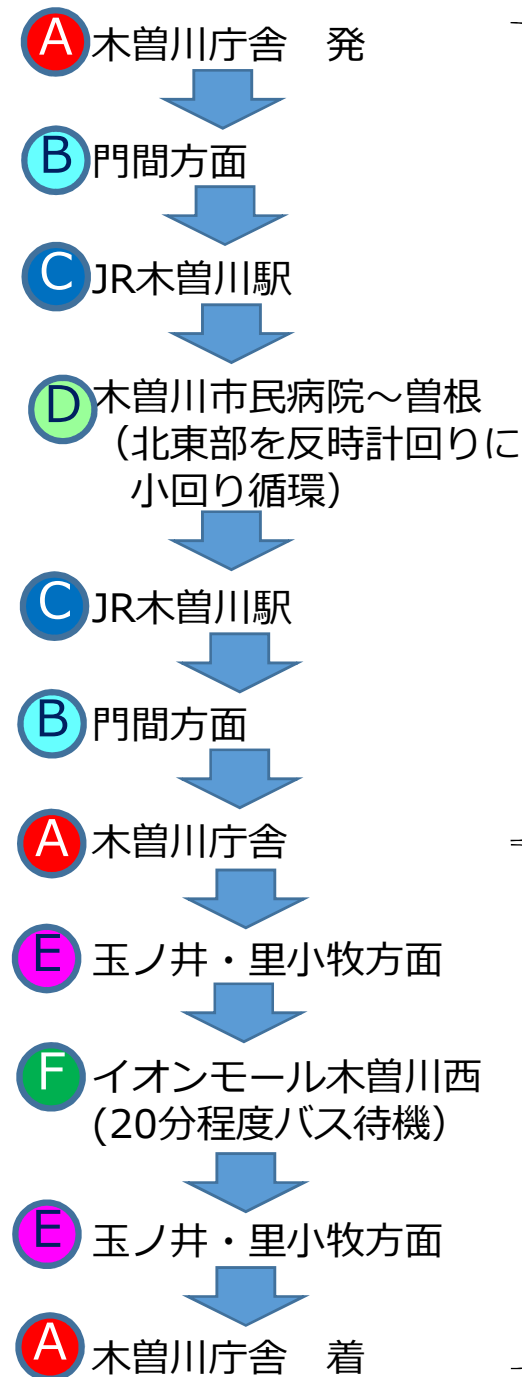 A 木曽川庁舎　発
B 門間方面
C JR木曽川駅
D 木曽川市民病院～曽根
（北東部を反時計回りに
小回り循環）
C JR木曽川駅
B 門間方面
A 木曽川庁舎
E 玉ノ井・里小牧方面
F イオンモール木曽川西
(20分程度バス待機）
E 玉ノ井・里小牧方面
A 木曽川庁舎　着